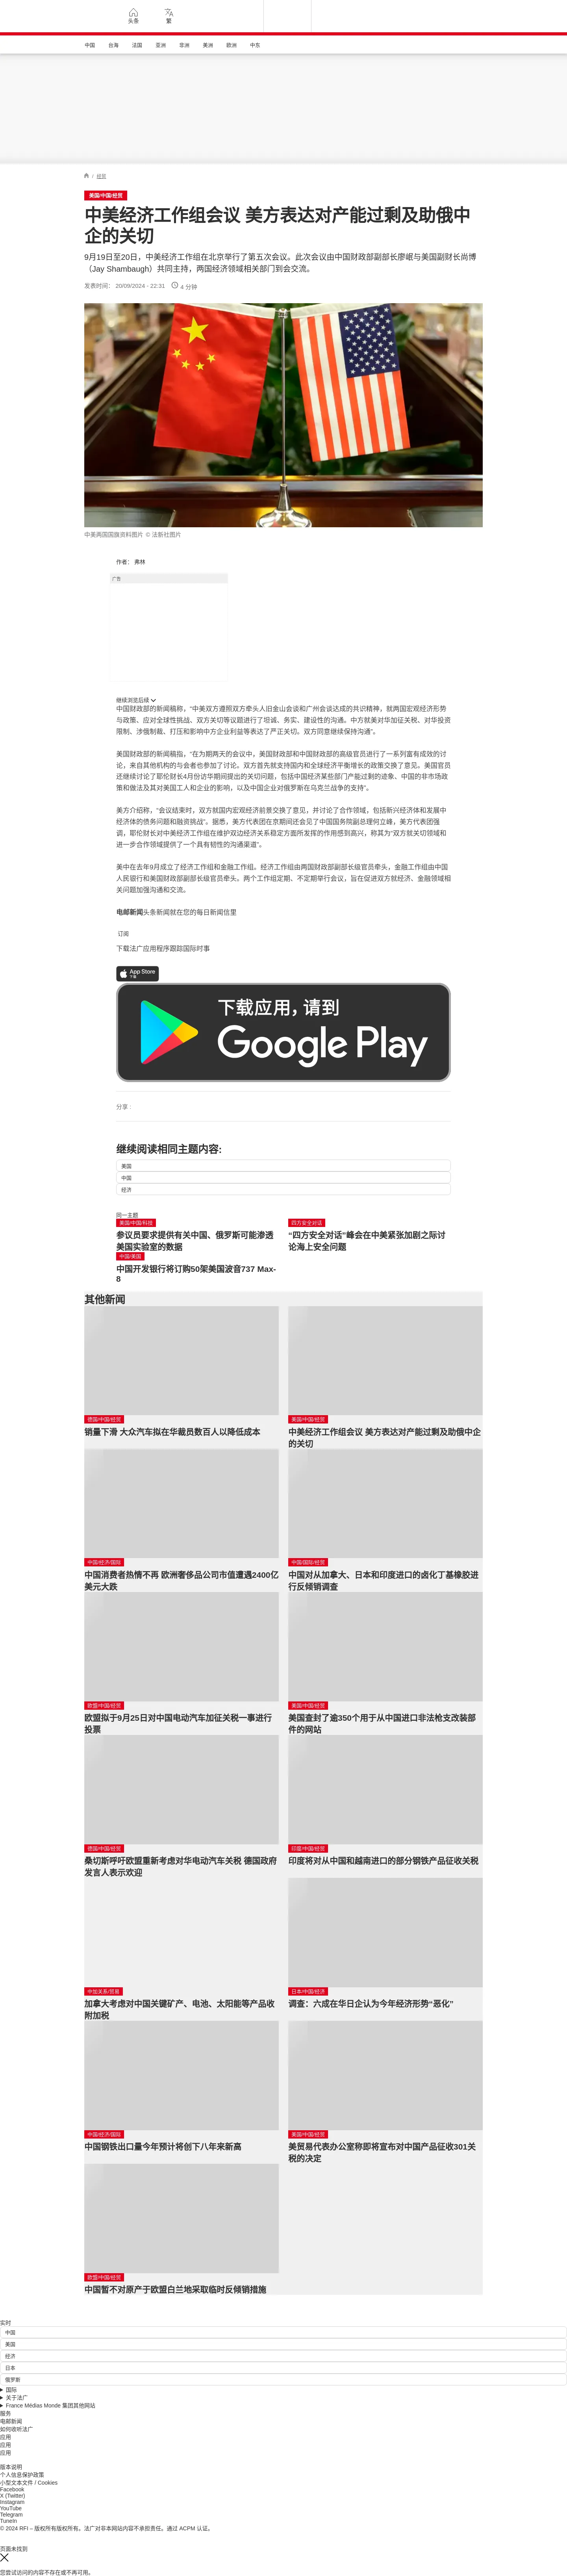 头条
繁
中国
台海
法国
亚洲
非洲
美洲
欧洲
中东
/ 经贸
美国/中国/经贸
中美经济工作组会议 美方表达对产能过剩及助俄中
企的关切
9月19日至20日，中美经济工作组在北京举行了第五次会议。此次会议由中国财政部副部长廖岷与美国副财长尚博
（Jay Shambaugh）共同主持，两国经济领域相关部门到会交流。
发表时间： 20/09/2024 - 22:31 4 分钟
中美两国国旗资料图片 © 法新社图片
作者： 弗林
广告
继续浏览后续
中国财政部的新闻稿称，“中美双方遵照双方牵头人旧金山会谈和广州会谈达成的共识精神，就两国宏观经济形势
与政策、应对全球性挑战、双方关切等议题进行了坦诚、务实、建设性的沟通。中方就美对华加征关税、对华投资
限制、涉俄制裁、打压和影响中方企业利益等表达了严正关切。双方同意继续保持沟通”。
美国财政部的新闻稿指，“在为期两天的会议中，美国财政部和中国财政部的高级官员进行了一系列富有成效的讨
论，来自其他机构的与会者也参加了讨论。双方首先就支持国内和全球经济平衡增长的政策交换了意见。美国官员
还继续讨论了耶伦财长4月份访华期间提出的关切问题，包括中国经济某些部门产能过剩的迹象、中国的非市场政
策和做法及其对美国工人和企业的影响，以及中国企业对俄罗斯在乌克兰战争的支持”。
美方介绍称，“会议结束时，双方就国内宏观经济前景交换了意见，并讨论了合作领域，包括新兴经济体和发展中
经济体的债务问题和融资挑战”。据悉，美方代表团在京期间还会见了中国国务院副总理何立峰，美方代表团强
调，耶伦财长对中美经济工作组在维护双边经济关系稳定方面所发挥的作用感到高兴，称其为“双方就关切领域和
进一步合作领域提供了一个具有韧性的沟通渠道”。
美中在去年9月成立了经济工作组和金融工作组。经济工作组由两国财政部副部长级官员牵头，金融工作组由中国
人民银行和美国财政部副部长级官员牵头。两个工作组定期、不定期举行会议，旨在促进双方就经济、金融领域相
关问题加强沟通和交流。
电邮新闻头条新闻就在您的每日新闻信里
订阅
下载法广应用程序跟踪国际时事
App Store
下载
下载应用，请到
Google Play
分享 :
继续阅读相同主题内容:
美国
中国
经济
同一主题
美国/中国/科技
参议员要求提供有关中国、俄罗斯可能渗透
美国实验室的数据
四方安全对话
“四方安全对话”峰会在中美紧张加剧之际讨
论海上安全问题
中国/美国
中国开发银行将订购50架美国波音737 Max-
8
其他新闻
德国/中国/经贸
销量下滑 大众汽车拟在华裁员数百人以降低成本
美国/中国/经贸
中美经济工作组会议 美方表达对产能过剩及助俄中企
的关切
中国/经济/国际
中国消费者热情不再 欧洲奢侈品公司市值遭遇2400亿
美元大跌
中国/国际/经贸
中国对从加拿大、日本和印度进口的卤化丁基橡胶进
行反倾销调查
欧盟/中国/经贸
欧盟拟于9月25日对中国电动汽车加征关税一事进行
投票
美国/中国/经贸
美国查封了逾350个用于从中国进口非法枪支改装部
件的网站
德国/中国/经贸
桑切斯呼吁欧盟重新考虑对华电动汽车关税 德国政府
发言人表示欢迎
印度/中国/经贸
印度将对从中国和越南进口的部分钢铁产品征收关税
中加关系/贸易
加拿大考虑对中国关键矿产、电池、太阳能等产品收
附加税
日本/中国/经济
调查：六成在华日企认为今年经济形势“恶化”
中国/经济/国际
中国钢铁出口量今年预计将创下八年来新高
美国/中国/经贸
美贸易代表办公室称即将宣布对中国产品征收301关
税的决定
欧盟/中国/经贸
中国暂不对原产于欧盟白兰地采取临时反倾销措施
实时
中国
美国
经济
日本
俄罗斯
国际
关于法广
France Médias Monde 集团其他网站
服务
电邮新闻
如何收听法广
应用
应用
应用
版本说明
个人信息保护政策
小型文本文件 / Cookies
Facebook
X (Twitter)
Instagram
YouTube
Telegram
TuneIn
© 2024 RFI – 版权所有版权所有。法广对非本网站内容不承担责任。通过 ACPM 认证。
页面未找到
您尝试访问的内容不存在或不再可用。